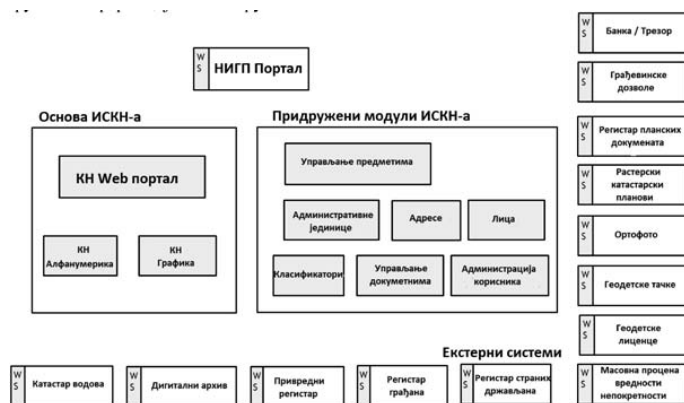 WS
НИГП Портал
Основа ИСКН-а
КН Web портал
КН
Алфанумерика
КН
Графика
Придружени модули ИСКН-а
Управљање предметима
Административне
јединице
Адресе
Лица
Класификатори
Управљање
докуметнима
Администрација
корисника
WS
Банка / Трезор
WS
Грађевинске
дозволе
WS
Регистар планских
докумената
WS
Растерски
катастарски
планови
WS
Ортофото
WS
Геодетске тачке
WS
Геодетске
лиценце
WS
Масовна процена
вредности
непокретности
Екстерни системи
WS
Катастар водова
WS
Дигитални архив
WS
Привредни
регистар
WS
Регистар
грађана
WS
Регистар страних
држављана